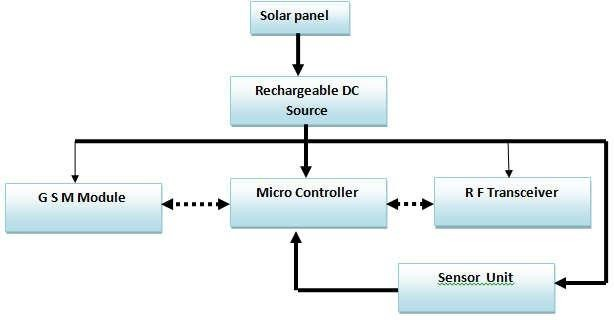 Solar panel
Rechargeable DC
Source
G S M Module
Micro Controller
R F Transceiver
Sensor Unit